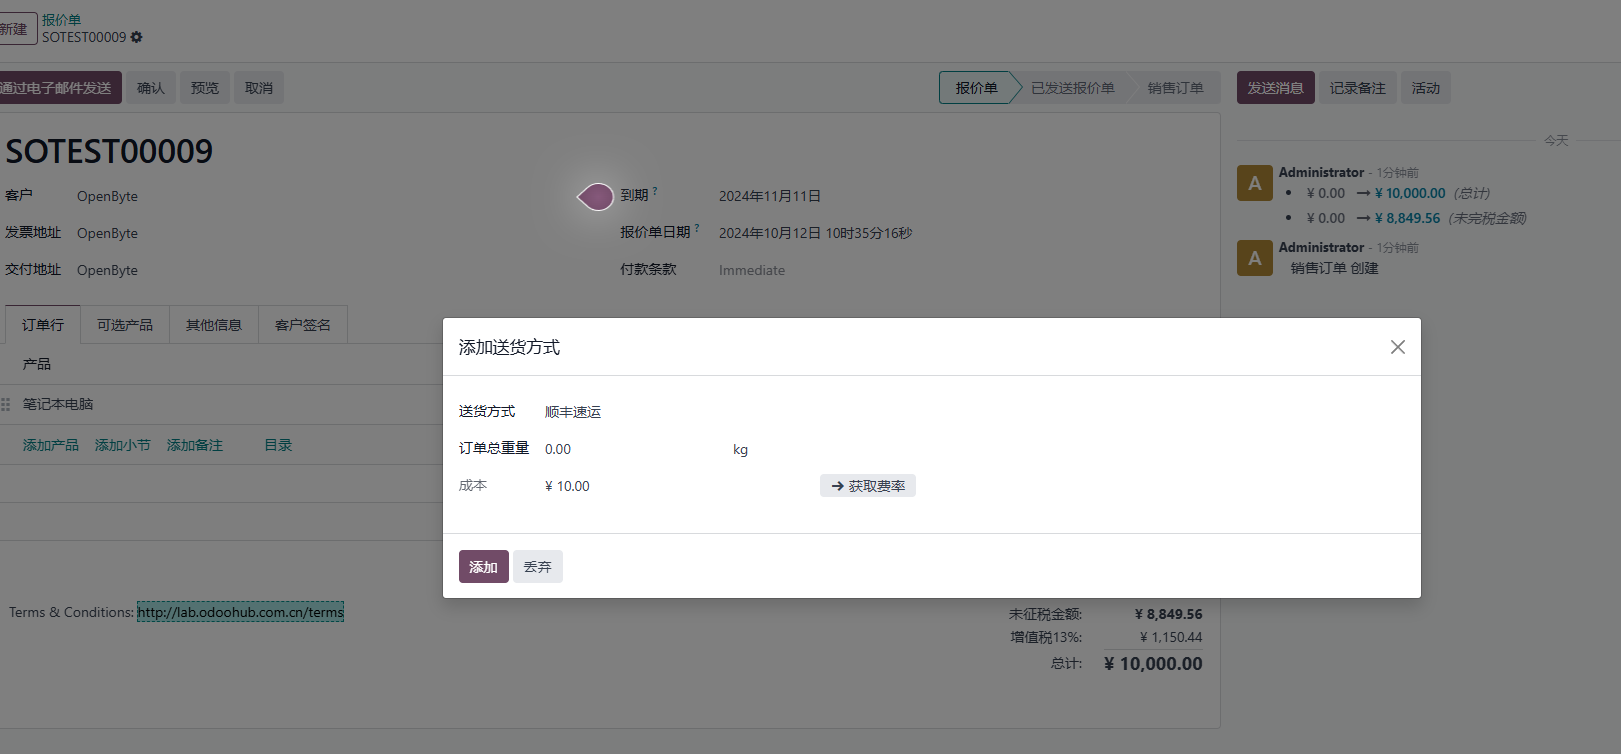 新建
报价单
SOTEST00009
通过电子邮件发送 确认 预览 取消
报价单 已发送报价单 销售订单
发送消息 记录备注 活动
今天
SOTEST00009
客户 OpenByte
发票地址 OpenByte
交付地址 OpenByte
到期 ? 2024年11月11日
报价单日期 ? 2024年10月12日 10时35分16秒
付款条款 Immediate
A
Administrator - 1分钟前
• ¥ 0.00 → ¥ 10,000.00 (总计)
• ¥ 0.00 → ¥ 8,849.56 (未完税金额)
A
Administrator - 1分钟前
销售订单 创建
订单行 可选产品 其他信息 客户签名
产品
笔记本电脑
添加产品 添加小节 添加备注 目录
添加送货方式
送货方式 顺丰速运
订单总重量 0.00 kg
成本 ¥ 10.00 → 获取费率
添加 丢弃
Terms & Conditions: http://lab.odoohub.com.cn/terms
未征税金额: ¥ 8,849.56
增值税13%: ¥ 1,150.44
总计: ¥ 10,000.00